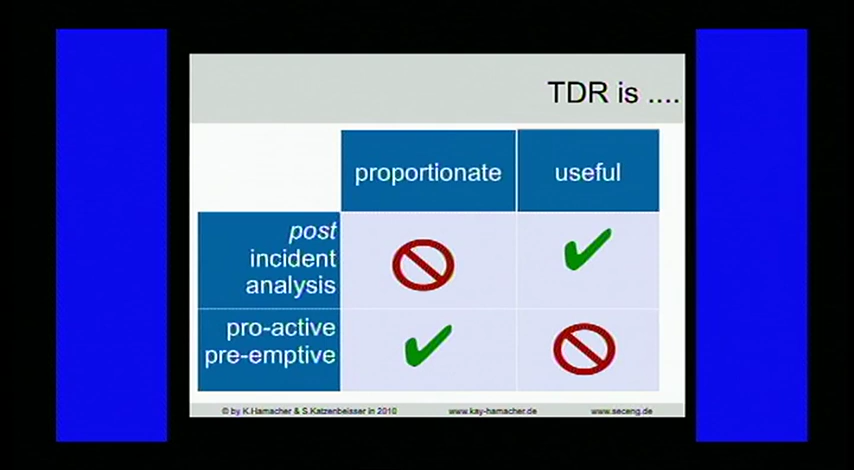 TDR is ....
proportionate
useful
post
incident
analysis
pro-active
pre-emptive
© by K.Hamacher & S.Katzenbeisser in 2010
www.kay-hamacher.de
www.seceng.de